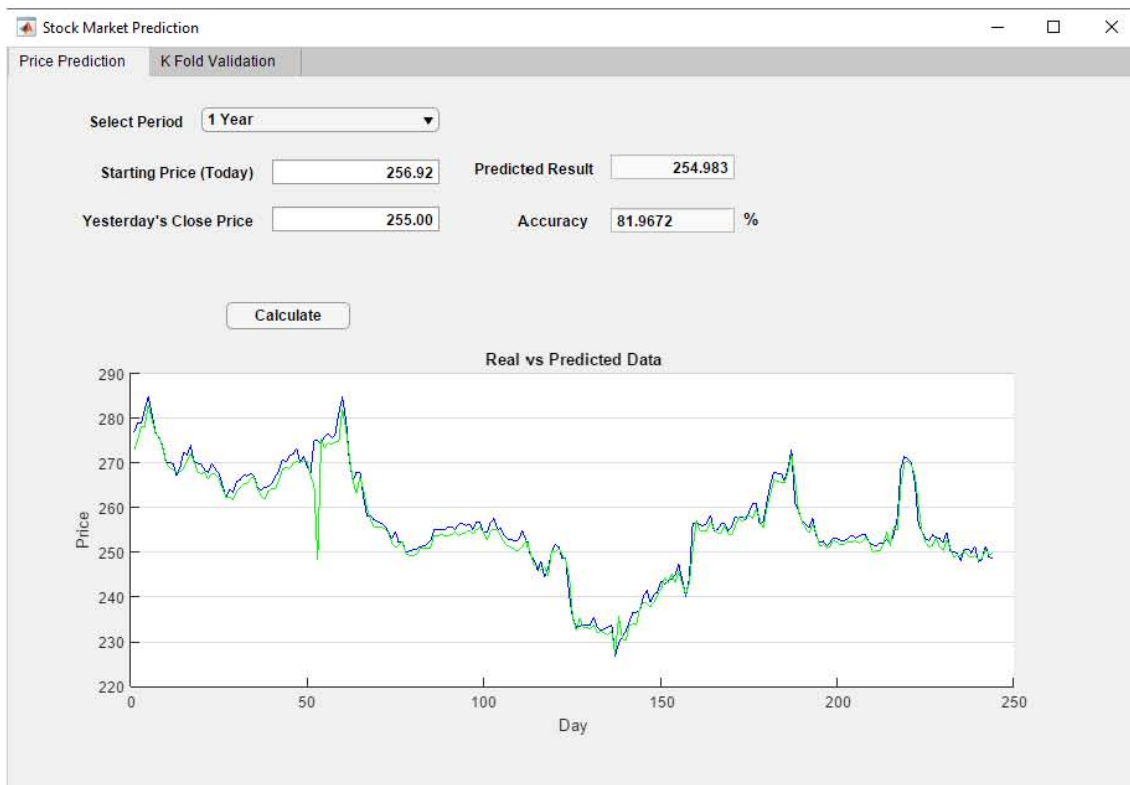 Stock Market Prediction
Price Prediction
K Fold Validation
Select Period
1 Year
Starting Price (Today)
256.92
Predicted Result
254.983
Yesterday's Close Price
255.00
Accuracy
81.9672
%
Calculate
Real vs Predicted Data
290
280
270
260
250
240
230
220
Price
0
50
100
150
200
250
Day